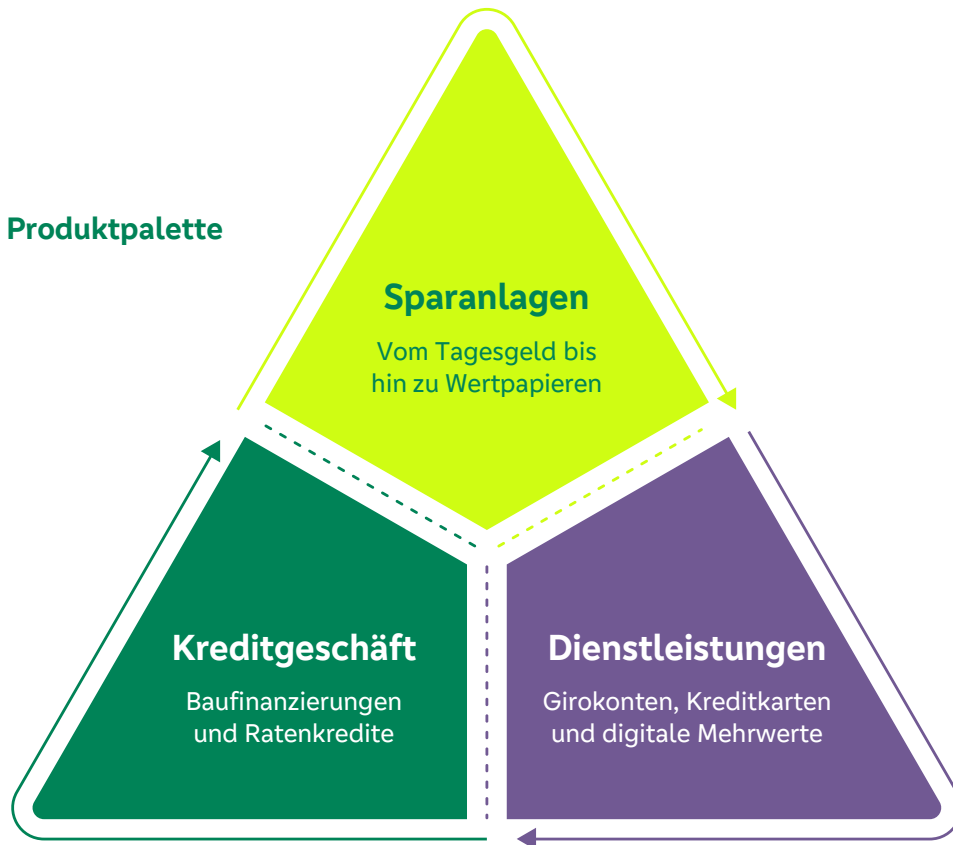 Produktpalette
Sparanlagen
Vom Tagesgeld bis
hin zu Wertpapieren
Kreditgeschäft
Baufinanzierungen
und Ratenkredite
Dienstleistungen
Girokonten, Kreditkarten
und digitale Mehrwerte